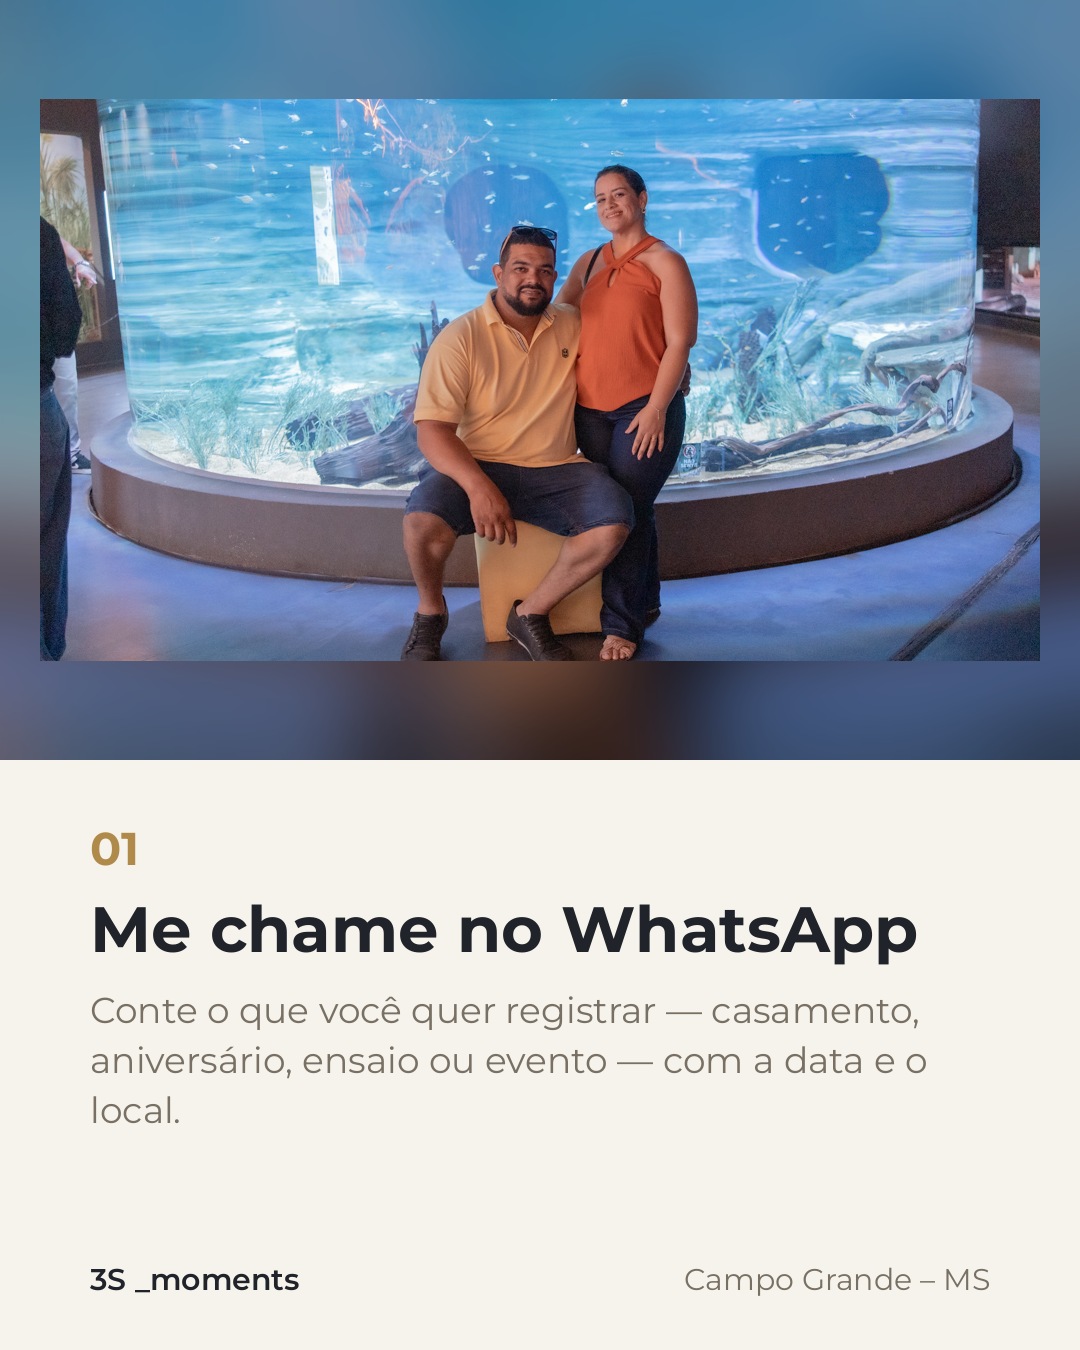 01
Me chame no WhatsApp
Conte o que você quer registrar — casamento,
aniversário, ensaio ou evento — com a data e o
local.
3S _moments
Campo Grande – MS